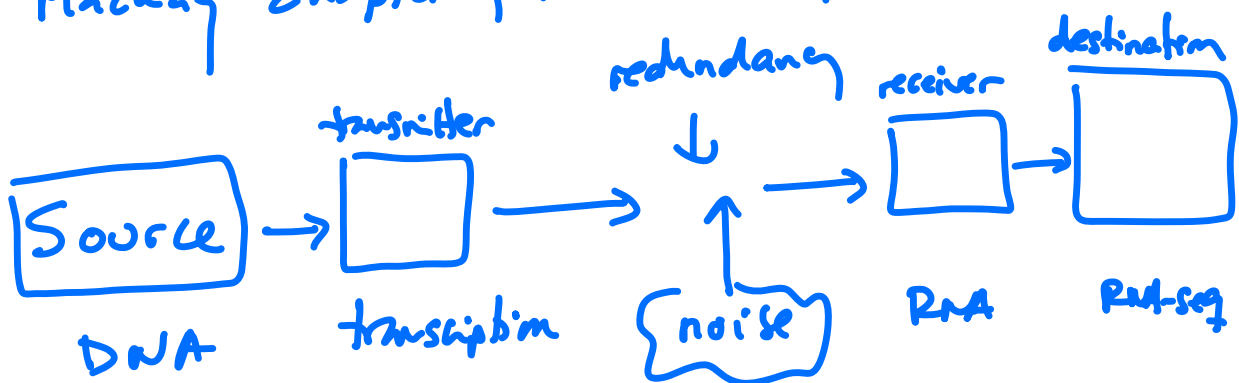 redundancy
destination
receiver
transmitter
Source
noise
DNA
transcription
RNA
RNA-seq